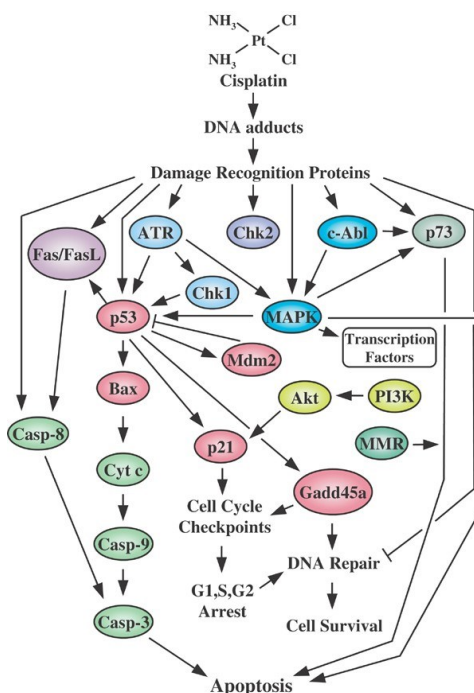 NH3 Cl
Pt
NH3 Cl
Cisplatin
DNA adducts
Damage Recognition Proteins
ATR Chk2 c-Abl p73
Fas/FasL
Chk1
p53 MAPK
Transcription
Factors
Mdm2
Bax Akt PI3K
Casp-8 p21 MMR
Cyt c
Gadd45a
Cell Cycle
Checkpoints
Casp-9
DNA Repair
G1,S,G2
Arrest
Casp-3 Cell Survival
Apoptosis